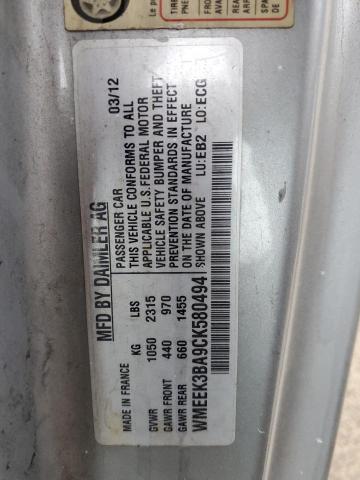 MFD BY DAIMLER AG
03/12
PASSENGER CAR
THIS VEHICLE CONFORMS TO ALL
APPLICABLE U.S.FEDERAL MOTOR
VEHICLE SAFETY BUMPER AND THEFT
PREVENTION STANDARDS IN EFFECT
ON THE DATE OF MANUFACTURE
SHOWN ABOVE LU:EB2 LO:ECG
MADE IN FRANCE KG LBS
GVWR 1050 2315
GAWR FRONT 440 970
GAWR REAR 660 1455
WMEEK3BA9CK580494